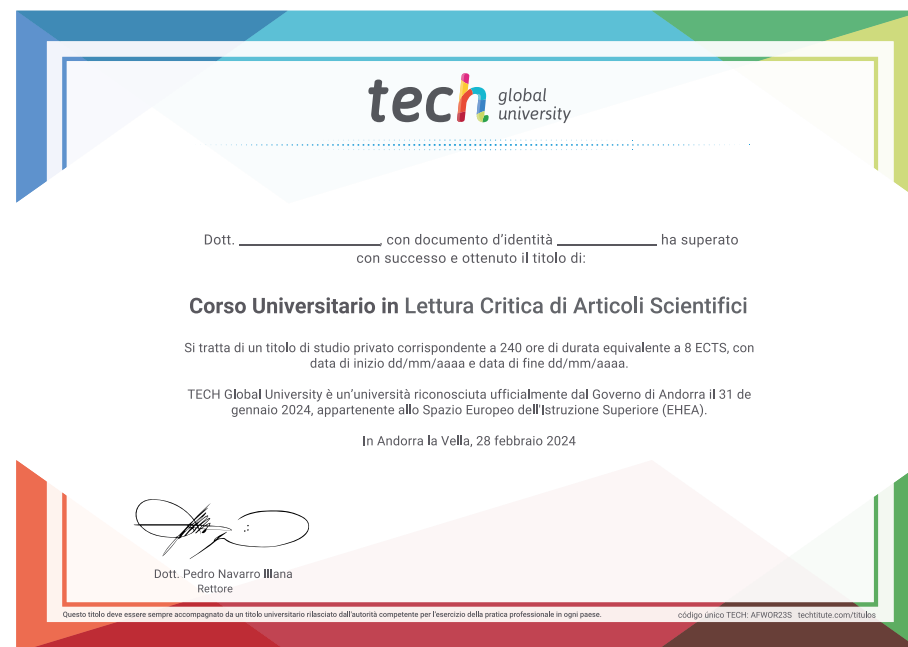 tech global university
Dott. ____________________, con documento d'identità ______________ ha superato
con successo e ottenuto il titolo di:
Corso Universitario in Lettura Critica di Articoli Scientifici
Si tratta di un titolo di studio privato corrispondente a 240 ore di durata equivalente a 8 ECTS, con
data di inizio dd/mm/aaaa e data di fine dd/mm/aaaa.
TECH Global University è un'università riconosciuta ufficialmente dal Governo di Andorra il 31 de
gennaio 2024, appartenente allo Spazio Europeo dell'Istruzione Superiore (EHEA).
In Andorra la Vella, 28 febbraio 2024
Dott. Pedro Navarro Illana
Rettore
Questo titolo deve essere sempre accompagnato da un titolo universitario rilasciato dall'autorità competente per l'esercizio della pratica professionale in ogni paese.
código único TECH: AFWOR23S techtitute.com/titulos